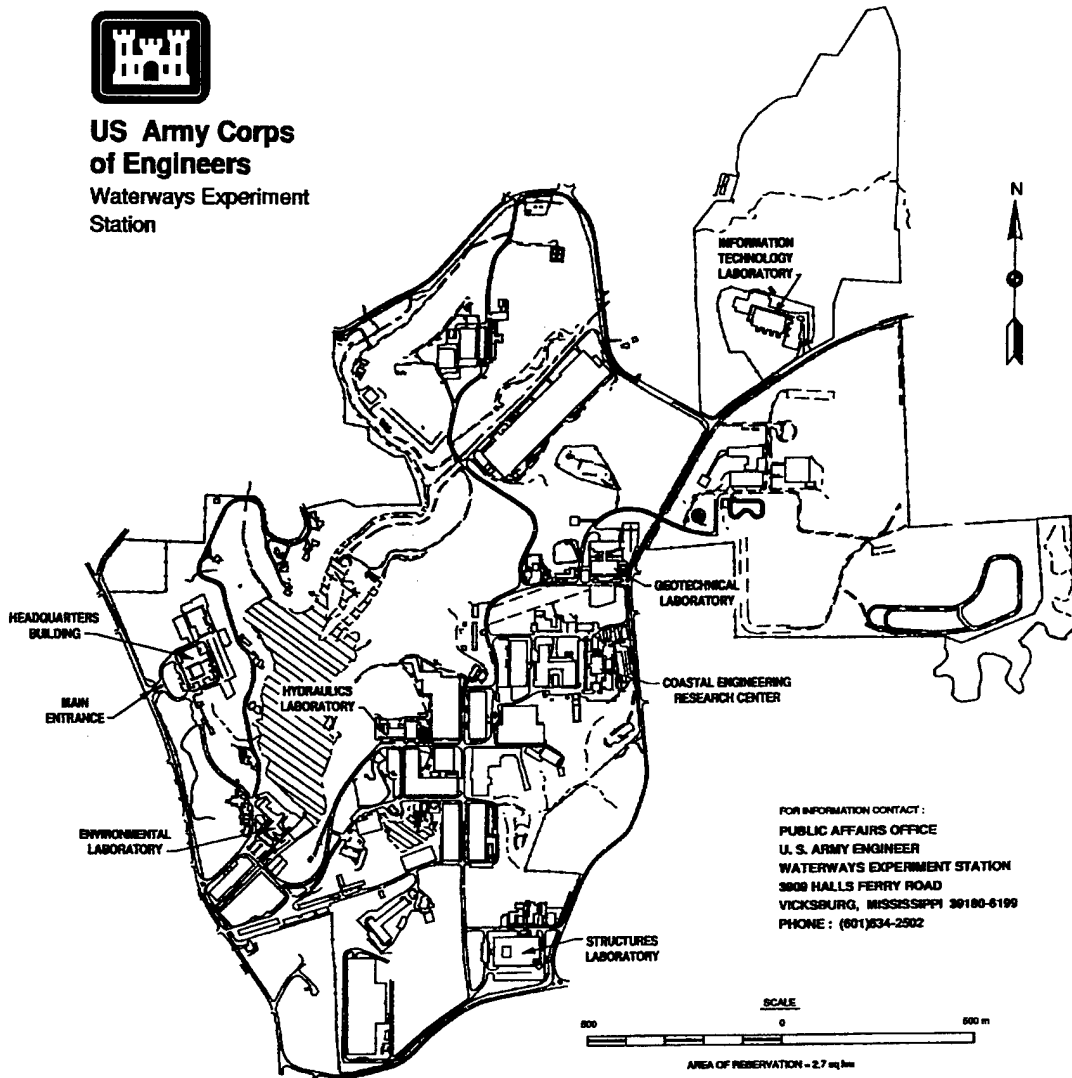 US Army Corps
of Engineers
Waterways Experiment
Station
N
INFORMATION
TECHNOLOGY
LABORATORY
GEOTECHNICAL
LABORATORY
HEADQUARTERS
BUILDING
MAIN
ENTRANCE
HYDRAULICS
LABORATORY
COASTAL ENGINEERING
RESEARCH CENTER
ENVIRONMENTAL
LABORATORY
STRUCTURES
LABORATORY
FOR INFORMATION CONTACT :
PUBLIC AFFAIRS OFFICE
U. S. ARMY ENGINEER
WATERWAYS EXPERIMENT STATION
3909 HALLS FERRY ROAD
VICKSBURG, MISSISSIPPI 39180-6199
PHONE : (601)634-2502
SCALE
500 0 500 m
AREA OF RESERVATION = 2.7 sq km